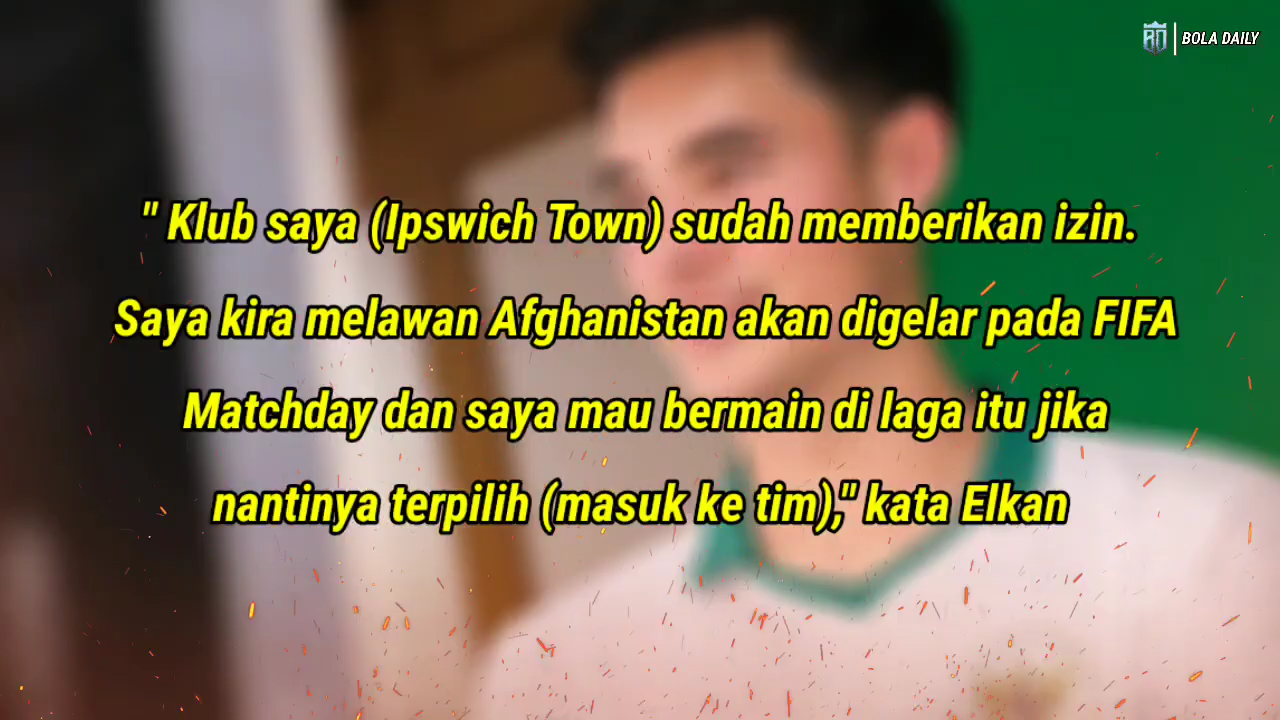 BOLA DAILY
" Klub saya (Ipswich Town) sudah memberikan izin.
Saya kira melawan Afghanistan akan digelar pada FIFA
Matchday dan saya mau bermain di laga itu jika
nantinya terpilih (masuk ke tim)," kata Elkan